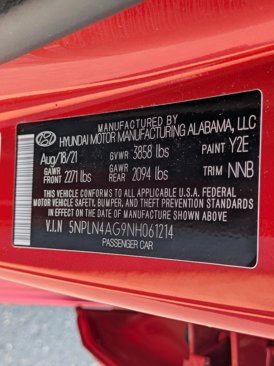 MANUFACTURED BY
HYUNDAI MOTOR MANUFACTURING ALABAMA, LLC
Aug/18/21 GVWR 3858 lbs PAINT Y2E
GAWR FRONT 2271 lbs GAWR REAR 2094 lbs TRIM NNB
THIS VEHICLE CONFORMS TO ALL APPLICABLE U.S.A. FEDERAL
MOTOR VEHICLE SAFETY, BUMPER, AND THEFT PREVENTION STANDARDS
IN EFFECT ON THE DATE OF MANUFACTURE SHOWN ABOVE
V.I.N 5NPLN4AG9NH061214
PASSENGER CAR